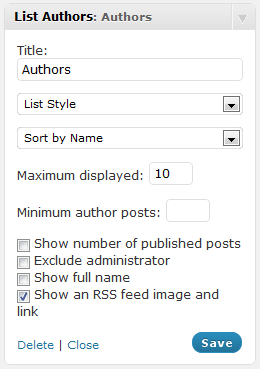 List Authors: Authors
Title:
Authors
List Style
Sort by Name
Maximum displayed: 10
Minimum author posts:
Show number of published posts
Exclude administrator
Show full name
Show an RSS feed image and
link
Delete | Close
Save